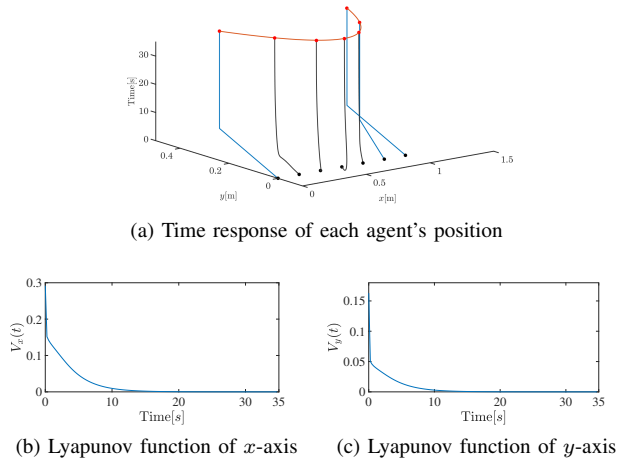 30
20
10
0
Time[s]
0.4
0.2
0
y[m]
0
0.5
1
1.5
x[m]
(a) Time response of each agent's position
0.3
0.2
0.1
0
V_x(t)
0 10 20 30 35
Time[s]
(b) Lyapunov function of x-axis
0.15
0.1
0.05
0
V_y(t)
0 10 20 30 35
Time[s]
(c) Lyapunov function of y-axis